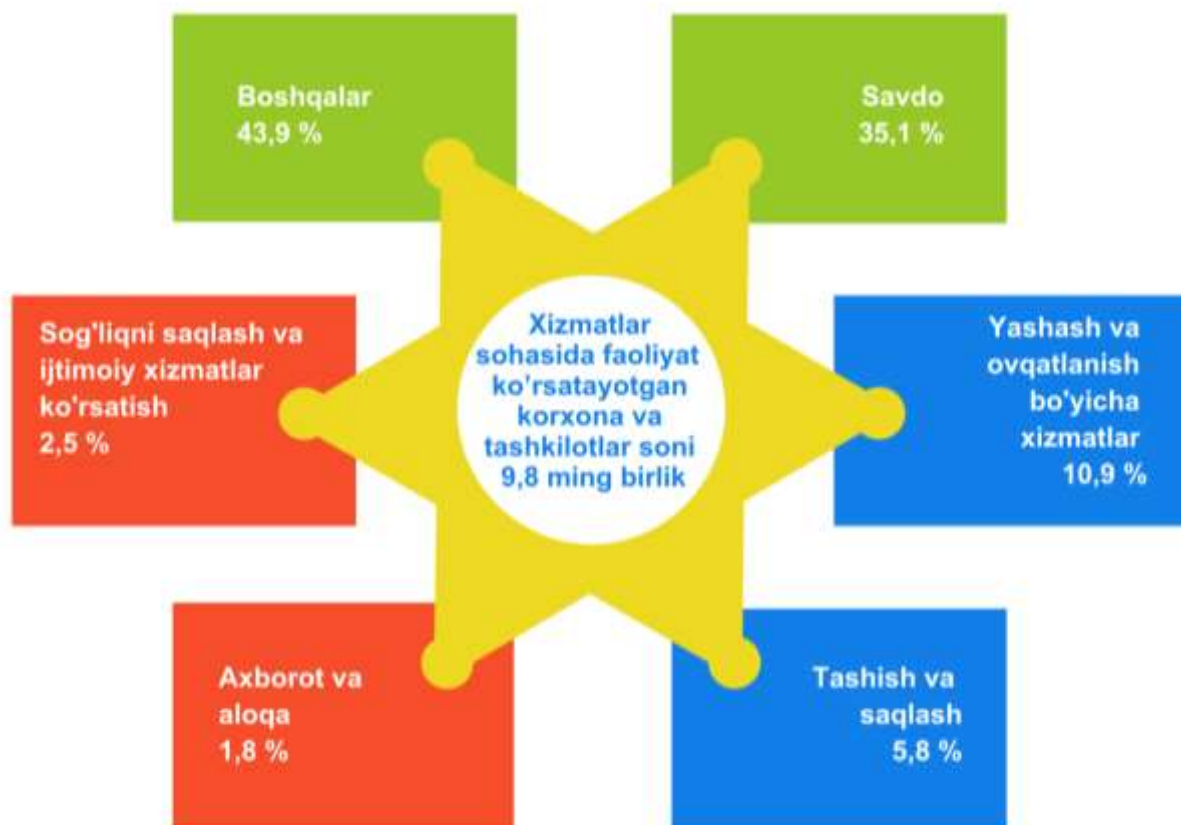 Boshqalar
43,9 %
Savdo
35,1 %
Sog'liqni saqlash va
ijtimoiy xizmatlar
ko'rsatish
2,5 %
Xizmatlar
sohasida faoliyat
ko'rsatayotgan
korxona va
tashkilotlar soni
9,8 ming birlik
Yashash va
ovqatlanish
bo'yicha
xizmatlar
10,9 %
Axborot va
aloqa
1,8 %
Tashish va
saqlash
5,8 %